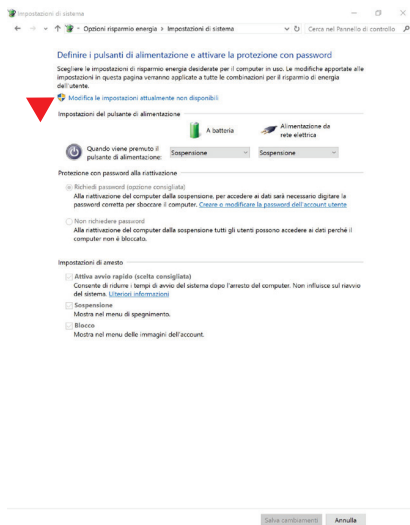 Impostazioni di sistema
Opzioni risparmio energia > Impostazioni di sistema
Cerca nel Pannello di controllo
Definire i pulsanti di alimentazione e attivare la protezione con password
Scegliere le impostazioni di risparmio energia desiderate per il computer in uso. Le modifiche apportate alle
impostazioni in questa pagina verranno applicate a tutte le combinazioni per il risparmio di energia
dell'utente.
Modifica le impostazioni attualmente non disponibili
Impostazioni del pulsante di alimentazione
A batteria
Alimentazione da
rete elettrica
Quando viene premuto il
pulsante di alimentazione:
Sospensione
Sospensione
Protezione con password alla riattivazione
Richiedi password (opzione consigliata)
Alla riattivazione del computer dalla sospensione, per accedere ai dati sarà necessario digitare la
password corretta per sboccare il computer. Creare o modificare la password dell'account utente
Non richiedere password
Alla riattivazione del computer dalla sospensione tutti gli utenti possono accedere ai dati perché il
computer non è bloccato.
Impostazioni di arresto
Attiva avvio rapido (scelta consigliata)
Consente di ridurre i tempi di avvio del sistema dopo l'arresto del computer. Non influisce sul riavvio
del sistema. Ulteriori informazioni
Sospensione
Mostra nel menu di spegnimento.
Blocco
Mostra nel menu delle immagini dell'account.
Salva cambiamenti
Annulla